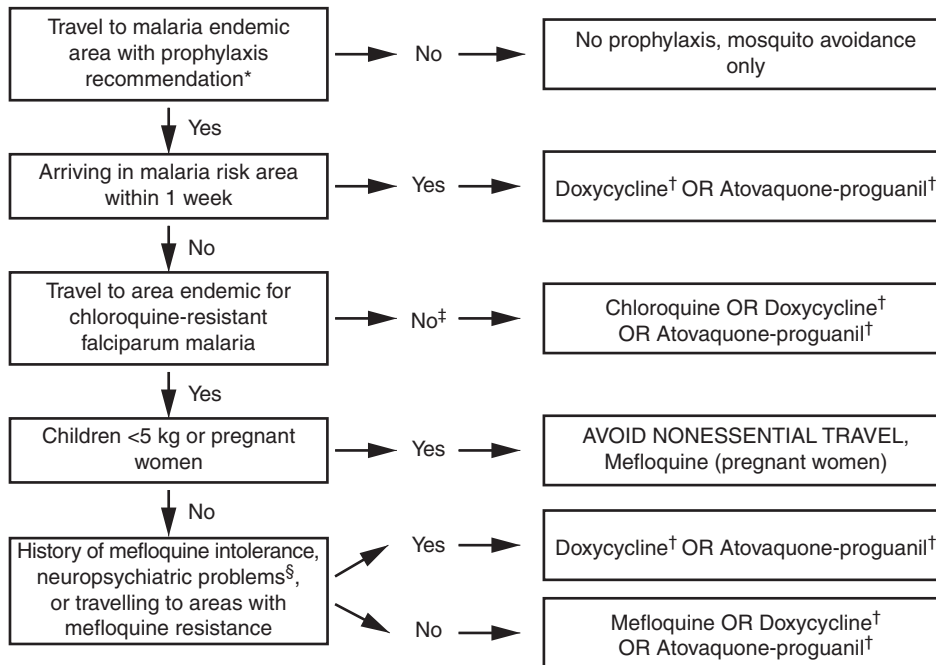 Travel to malaria endemic
area with prophylaxis
recommendation*
No
No prophylaxis, mosquito avoidance
only
Yes
Arriving in malaria risk area
within 1 week
Yes
Doxycycline† OR Atovaquone-proguanil†
No
Travel to area endemic for
chloroquine-resistant
falciparum malaria
No‡
Chloroquine OR Doxycycline†
OR Atovaquone-proguanil†
Yes
Children <5 kg or pregnant
women
Yes
AVOID NONESSENTIAL TRAVEL,
Mefloquine (pregnant women)
No
History of mefloquine intolerance,
neuropsychiatric problems§,
or travelling to areas with
mefloquine resistance
Yes
Doxycycline† OR Atovaquone-proguanil†
No
Mefloquine OR Doxycycline†
OR Atovaquone-proguanil†